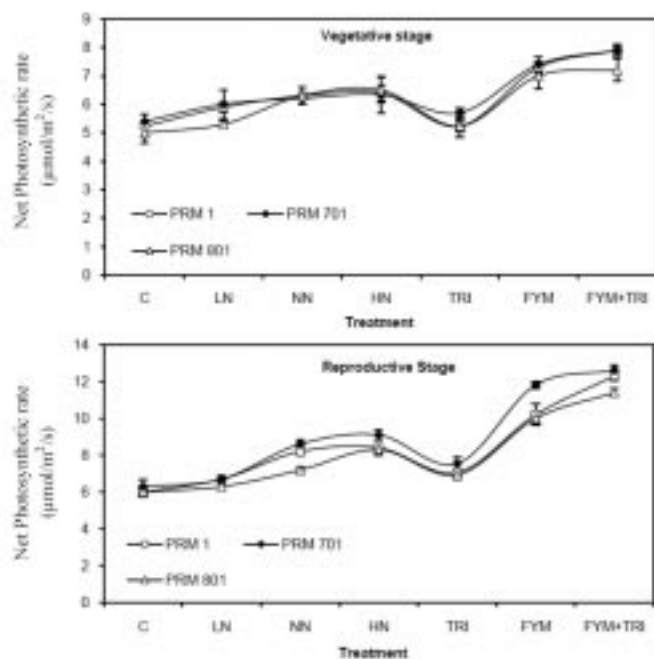 Vegetative stage
Net Photosynthetic rate
(µmol/m²/s)
9
8
7
6
5
4
3
2
1
0
PRM 1
PRM 701
PRM 801
C LN NN HN TRI FYM FYM+TRI
Treatment
Reproductive Stage
Net Photosynthetic rate
(µmol/m²/s)
14
12
10
8
6
4
2
0
PRM 1
PRM 701
PRM 801
C LN NN HN TRI FYM FYM+TRI
Treatment